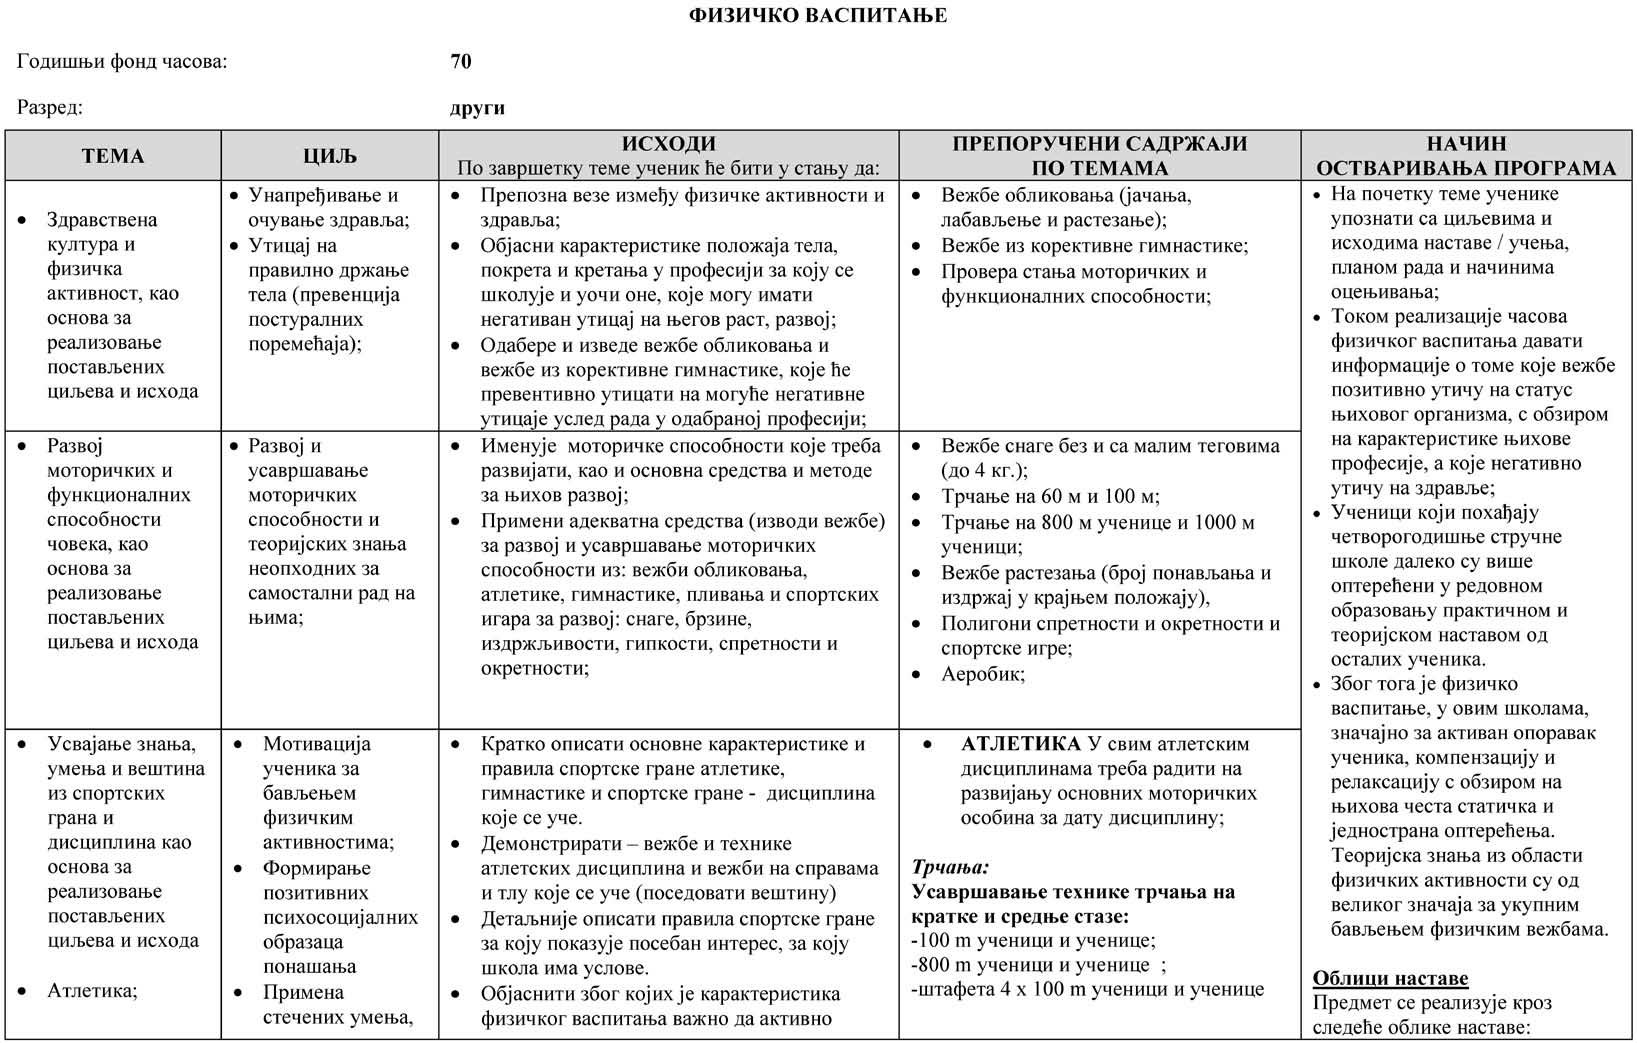 ФИЗИЧКО ВАСПИТАЊЕ
Годишњи фонд часова: 70
Разред: други
ТЕМА
ЦИЉ
ИСХОДИ
По завршетку теме ученик ће бити у стању да:
ПРЕПОРУЧЕНИ САДРЖАЈИ
ПО ТЕМАМА
НАЧИН
ОСТВАРИВАЊА ПРОГРАМА
• Здравствена
култура и
физичка
активност, као
основа за
реализовање
постављених
циљева и исхода
• Унапређивање и
очување здравља;
• Утицај на
правилно држање
тела (превенција
постуралних
поремећаја);
• Препозна везе између физичке активности и
здравља;
• Објасни карактеристике положаја тела,
покрета и кретања у професији за коју се
школује и уочи оне, које могу имати
негативан утицај на његов раст, развој;
• Одабере и изведе вежбе обликовања и
вежбе из корективне гимнастике, које ће
превентивно утицати на могуће негативне
утицаје услед рада у одабраној професији;
• Вежбе обликовања (јачања,
лабављење и растезање);
• Вежбе из корективне гимнастике;
• Провера стања моторичких и
функционалних способности;
• На почетку теме ученике
упознати са циљевима и
исходима наставе / учења,
планом рада и начинима
оцењивања;
• Током реализације часова
физичког васпитања давати
информације о томе које вежбе
позитивно утичу на статус
њиховог организма, с обзиром
на карактеристике њихове
професије, а које негативно
утичу на здравље;
• Ученици који похађају
четворогодишње стручне
школе далеко су више
оптерећени у редовном
образовању практичном и
теоријском наставом од
осталих ученика.
• Због тога је физичко
васпитање, у овим школама,
значајно за активан опоравак
ученика, компензацију и
релаксацију с обзиром на
њихова честа статичка и
једнострана оптерећења.
Теоријска знања из области
физичких активности су од
великог значаја за укупним
бављењем физичким вежбама.
Облици наставе
Предмет се реализује кроз
следеће облике наставе:
• Развој
моторичких и
функционалних
способности
човека, као
основа за
реализовање
постављених
циљева и исхода
• Развој и
усавршавање
моторичких
способности и
теоријских знања
неопходних за
самостални рад на
њима;
• Именује моторичке способности које треба
развијати, као и основна средства и методе
за њихов развој;
• Примени адекватна средства (изводи вежбе)
за развој и усавршавање моторичких
способности из: вежби обликовања,
атлетике, гимнастике, пливања и спортских
игара за развој: снаге, брзине,
издржљивости, гипкости, спретности и
окретности;
• Вежбе снаге без и са малим теговима
(до 4 кг.);
• Трчање на 60 м и 100 м;
• Трчање на 800 м ученице и 1000 м
ученици;
• Вежбе растезања (број понављања и
издржај у крајњем положају),
• Полигони спретности и окретности и
спортске игре;
• Аеробик;
• Усвајање знања,
умења и вештина
из спортских
грана и
дисциплина као
основа за
реализовање
постављених
циљева и исхода
• Атлетика;
• Мотивација
ученика за
бављењем
физичким
активностима;
• Формирање
позитивних
психосоцијалних
образаца
понашања
• Примена
стечених умења,
• Кратко описати основне карактеристике и
правила спортске гране атлетике,
гимнастике и спортске гране - дисциплина
које се уче.
• Демонстрирати – вежбе и технике
атлетских дисциплина и вежби на справама
и тлу које се уче (поседовати вештину)
• Детаљније описати правила спортске гране
за коју показује посебан интерес, за коју
школа има услове.
• Објаснити због којих је карактеристика
физичког васпитања важно да активно
• АТЛЕТИКА У свим атлетским
дисциплинама треба радити на
развијању основних моторичких
особина за дату дисциплину;
Трчања:
Усавршавање технике трчања на
кратке и средње стазе:
-100 m ученици и ученице;
-800 m ученици и ученице ;
-штафета 4 x 100 m ученици и ученице